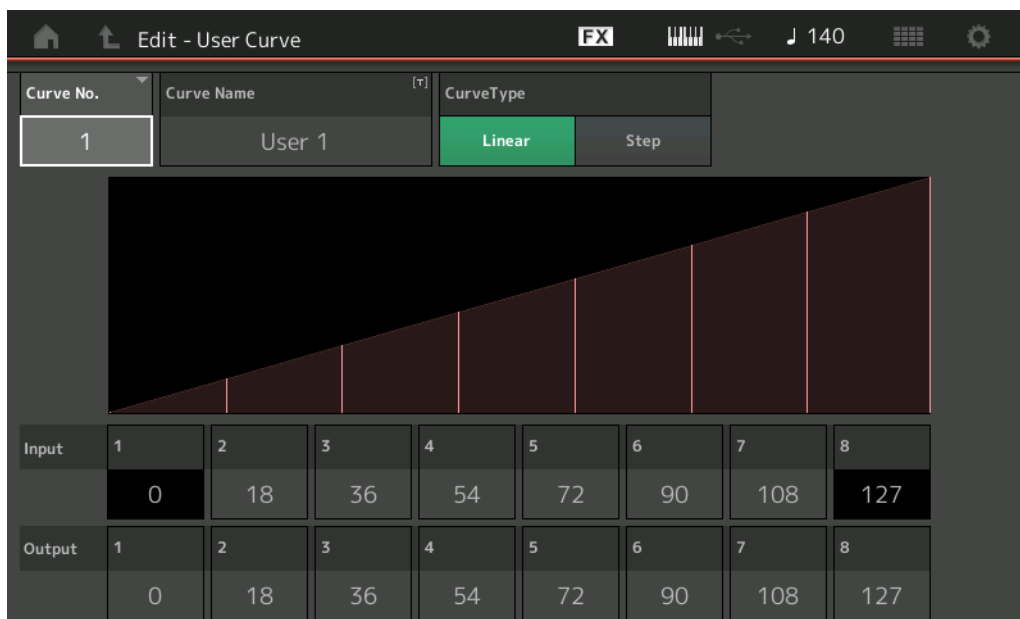 Edit - User Curve FX 140
Curve No. Curve Name [T] CurveType
1 User 1 Linear Step
Input 1 2 3 4 5 6 7 8
0 18 36 54 72 90 108 127
Output 1 2 3 4 5 6 7 8
0 18 36 54 72 90 108 127